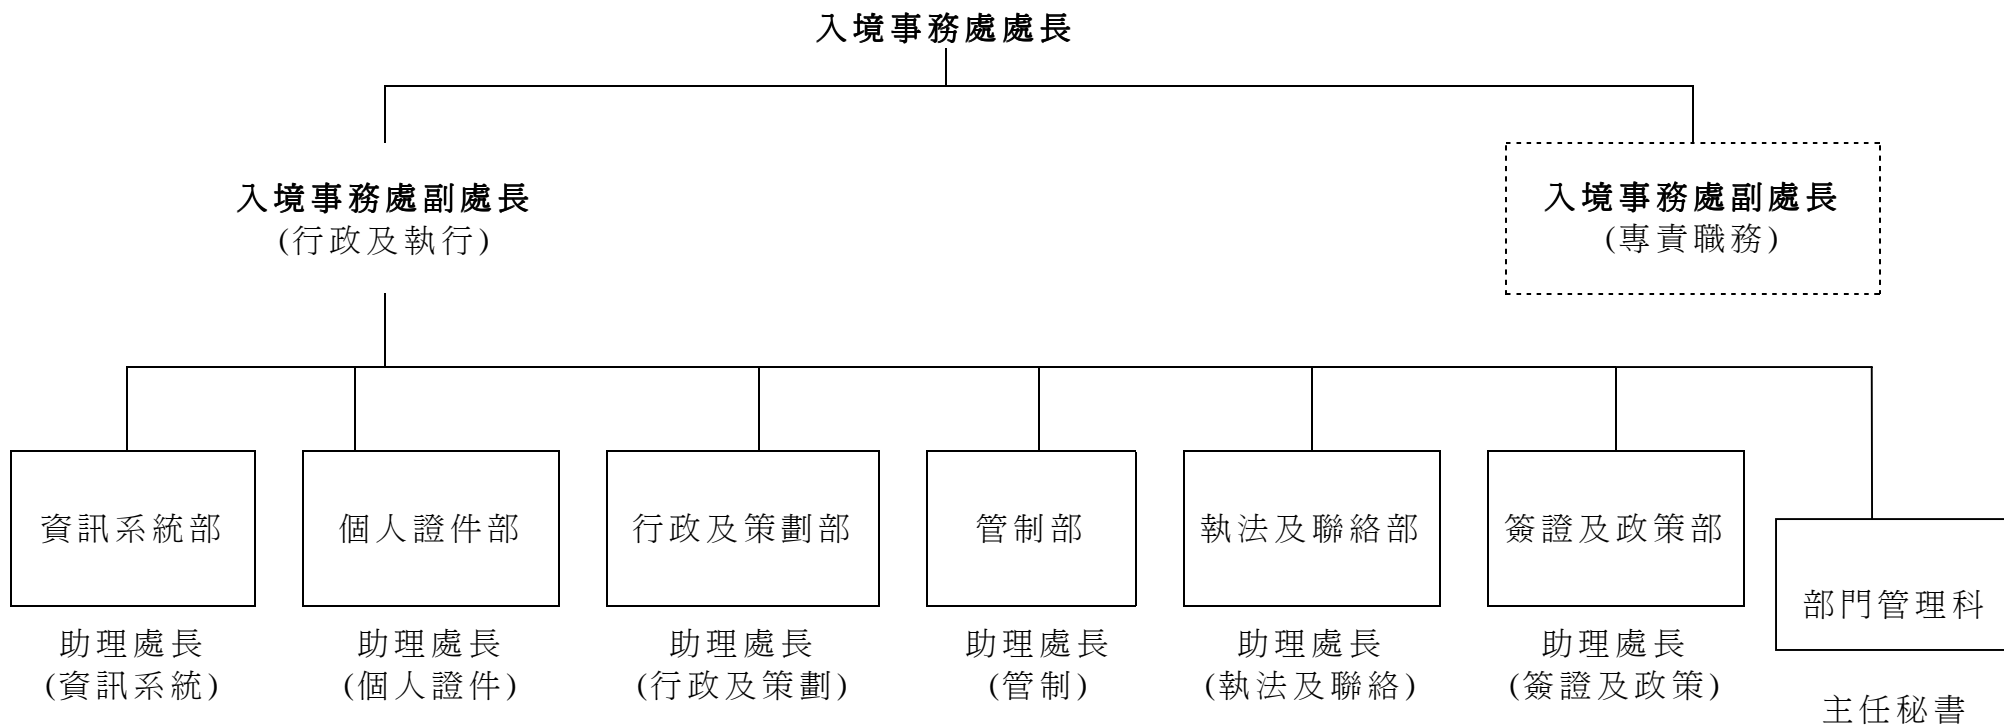 入境事務處處長
入境事務處副處長
(行政及執行)
入境事務處副處長
(專責職務)
資訊系統部
個人證件部
行政及策劃部
管制部
執法及聯絡部
簽證及政策部
部門管理科
助理處長
(資訊系統)
助理處長
(個人證件)
助理處長
(行政及策劃)
助理處長
(管制)
助理處長
(執法及聯絡)
助理處長
(簽證及政策)
主任秘書